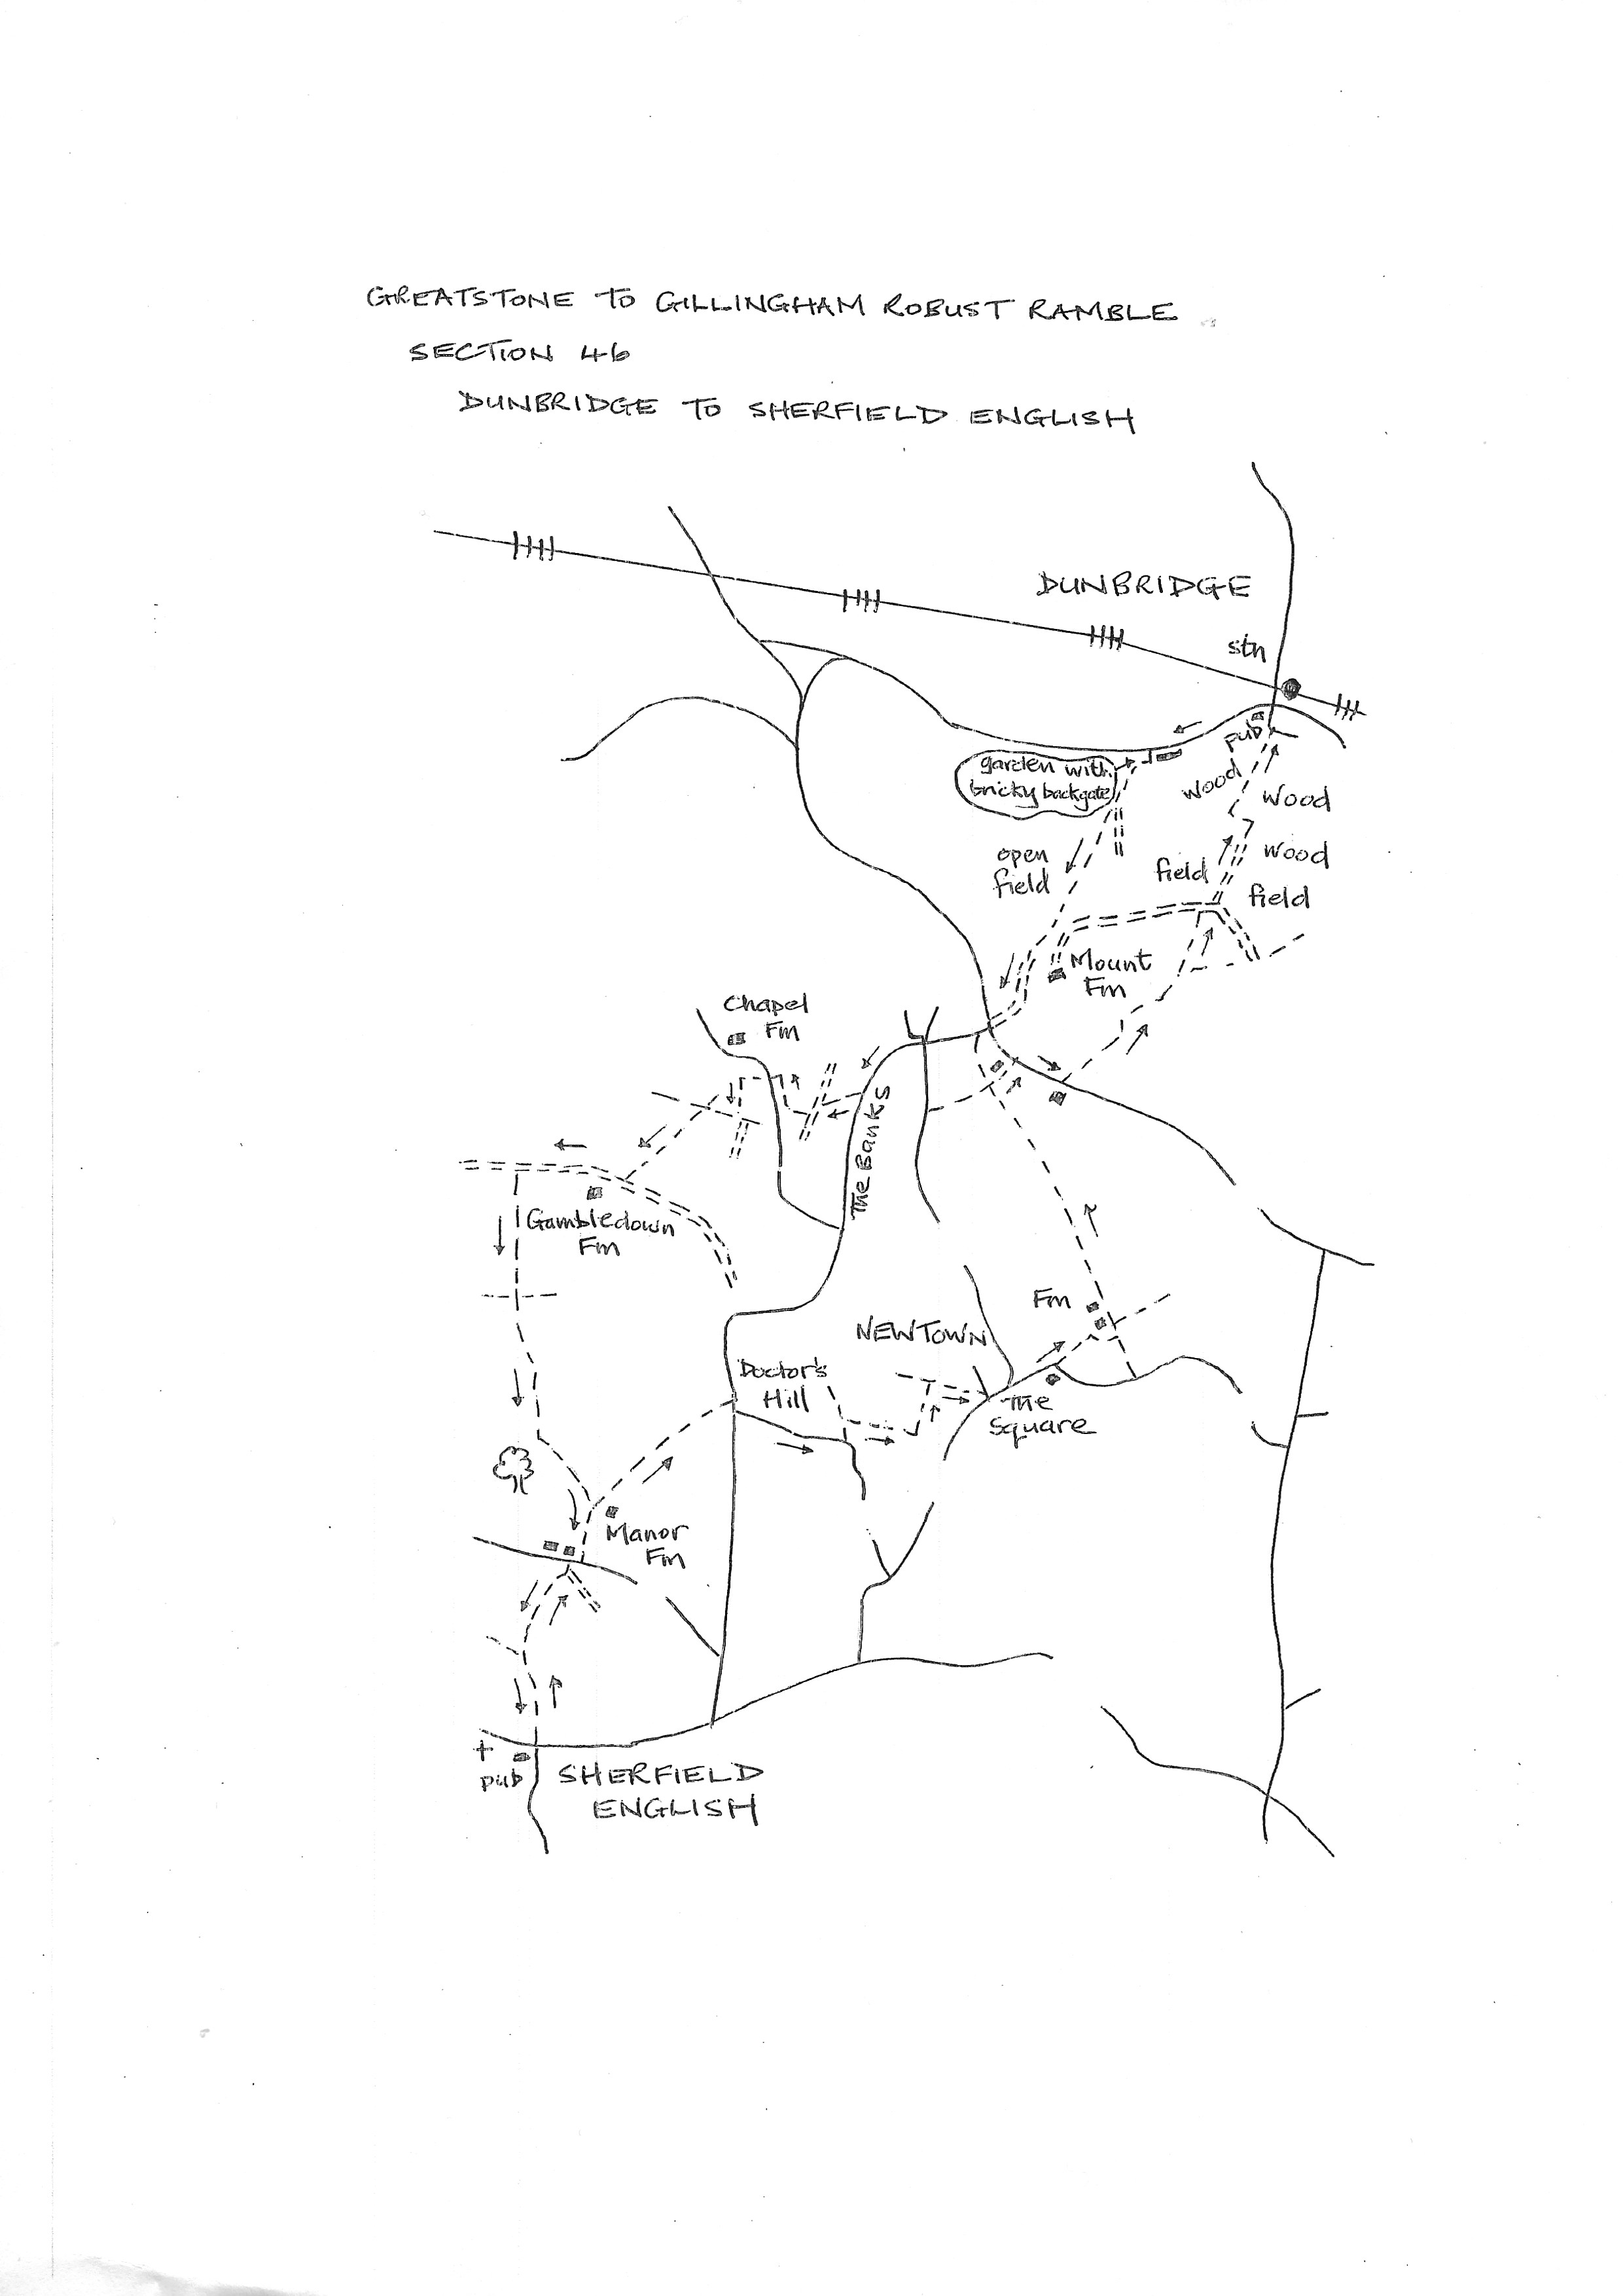 GREATSTONE TO GILLINGHAM ROBUST RAMBLE
SECTION 46
DUNBRIDGE TO SHERFIELD ENGLISH
DUNBRIDGE
stn
pub
garden with
bricky backgate
wood
wood
open
field
field
wood
field
Mount
Fm
Chapel
Fm
The Banks
Gambledown
Fm
Fm
NEWTOWN
Doctor's
Hill
The
Square
Manor
Fm
pub
SHERFIELD
ENGLISH